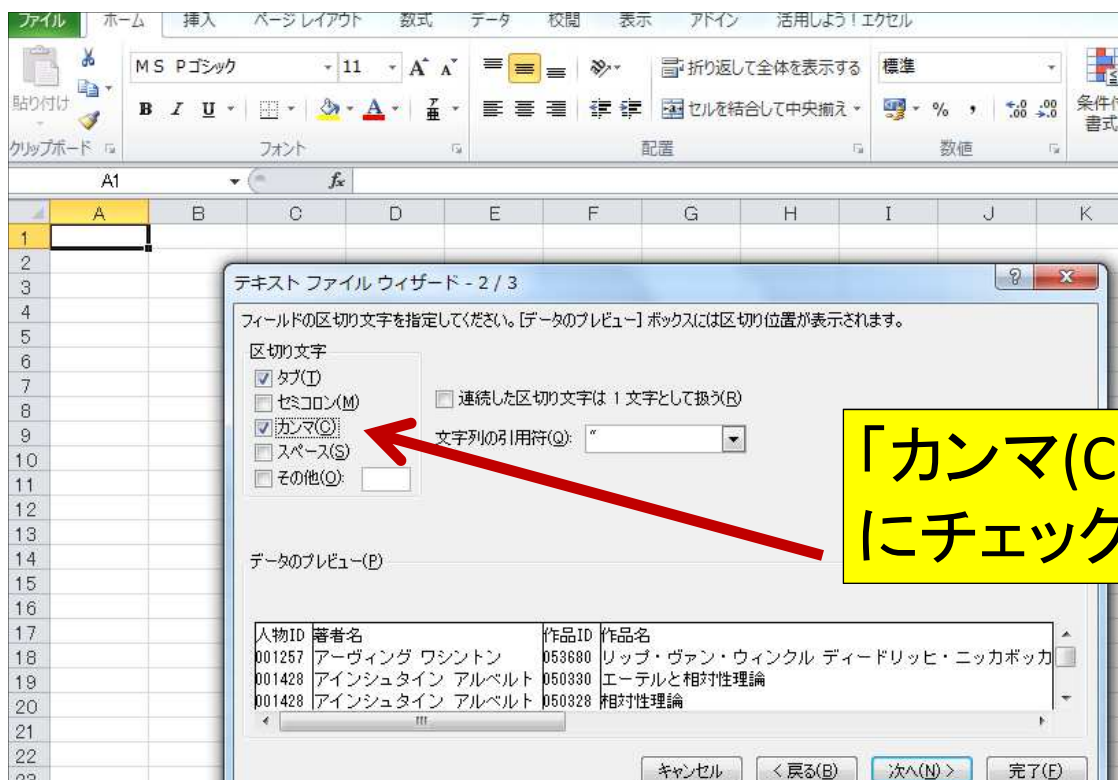 ファイル ホーム 挿入 ページ レイアウト 数式 データ 校閲 表示 アドイン 活用しよう!エクセル
ＭＳ Ｐゴシック 11 A A 折り返して全体を表示する 標準
貼り付け B I U A セルを結合して中央揃え % , .0 .00 条件
.00 .0 書式
クリップボード フォント 配置 数値
A1 fx
A B C D E F G H I J K
1
2
3
4
5
6
7
8
9
10
11
12
13
14
15
16
17
18
19
20
21
22
テキスト ファイル ウィザード - 2 / 3
フィールドの区切り文字を指定してください。[データのプレビュー] ボックスには区切り位置が表示されます。
区切り文字
タブ(T)
セミコロン(M)
カンマ(C)
スペース(S)
その他(O):
連続した区切り文字は 1 文字として扱う(R)
文字列の引用符(Q): "
「カンマ(C
にチェック
データのプレビュー(P)
人物ID 著者名 作品ID 作品名
001257 アーヴィング ワシントン 053680 リップ・ヴァン・ウィンクル ディードリッヒ・ニッカボッカ
001428 アインシュタイン アルベルト 050330 エーテルと相対性理論
001428 アインシュタイン アルベルト 050328 相対性理論
キャンセル < 戻る(B) 次へ(N) > 完了(F)